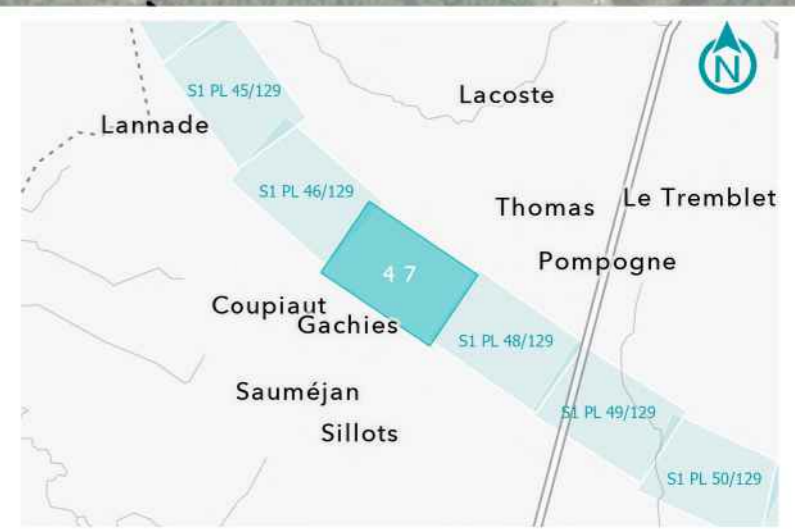 N
S1 PL 45/129
Lacoste
Lannade
S1 PL 46/129
Thomas
Le Tremblet
Pompogne
4 7
Coupiaut
Gachies
S1 PL 48/129
Sauméjan
S1 PL 49/129
Sillots
S1 PL 50/129